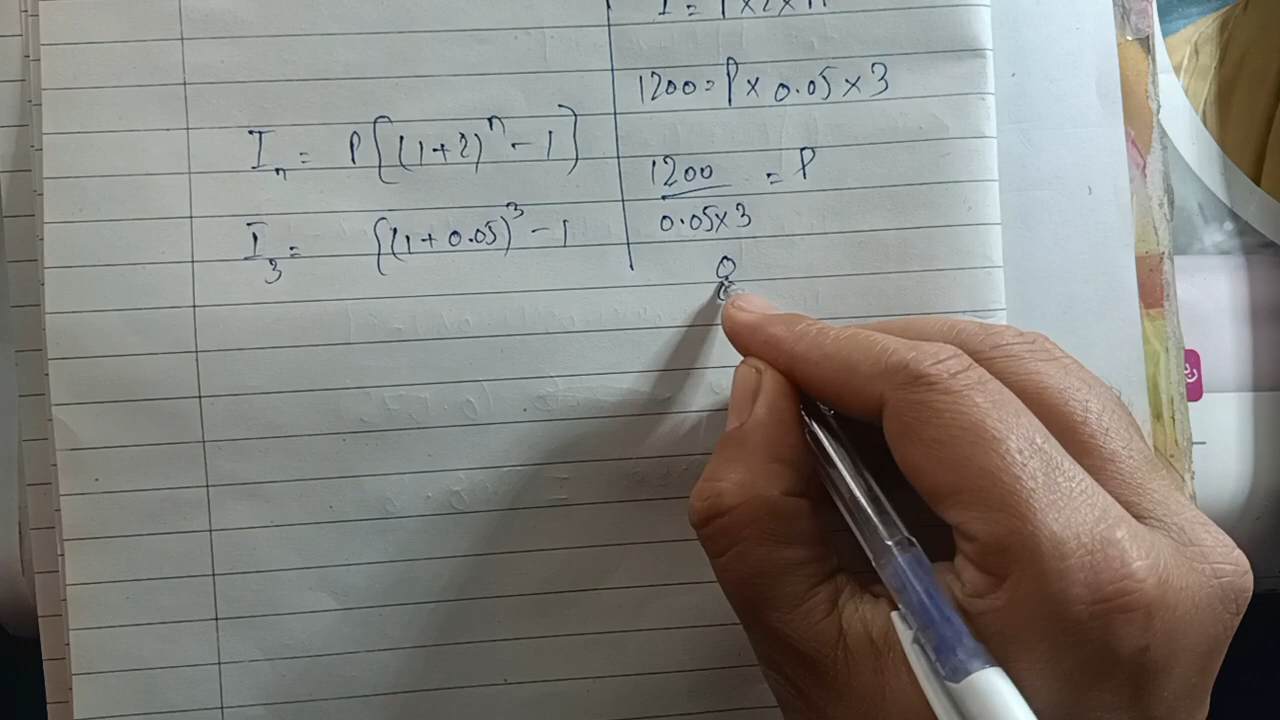 I = P×2×n
1200 = P × 0.05 × 3
1200 = P
0.05×3
8
Iₙ = P{(1+2)ⁿ - 1}
I₃ = {(1+0.05)³ - 1